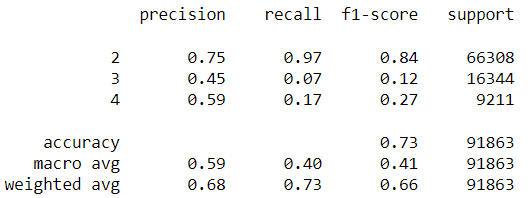 precision recall f1-score support
2 0.75 0.97 0.84 66308
3 0.45 0.07 0.12 16344
4 0.59 0.17 0.27 9211
accuracy 0.73 91863
macro avg 0.59 0.40 0.41 91863
weighted avg 0.68 0.73 0.66 91863